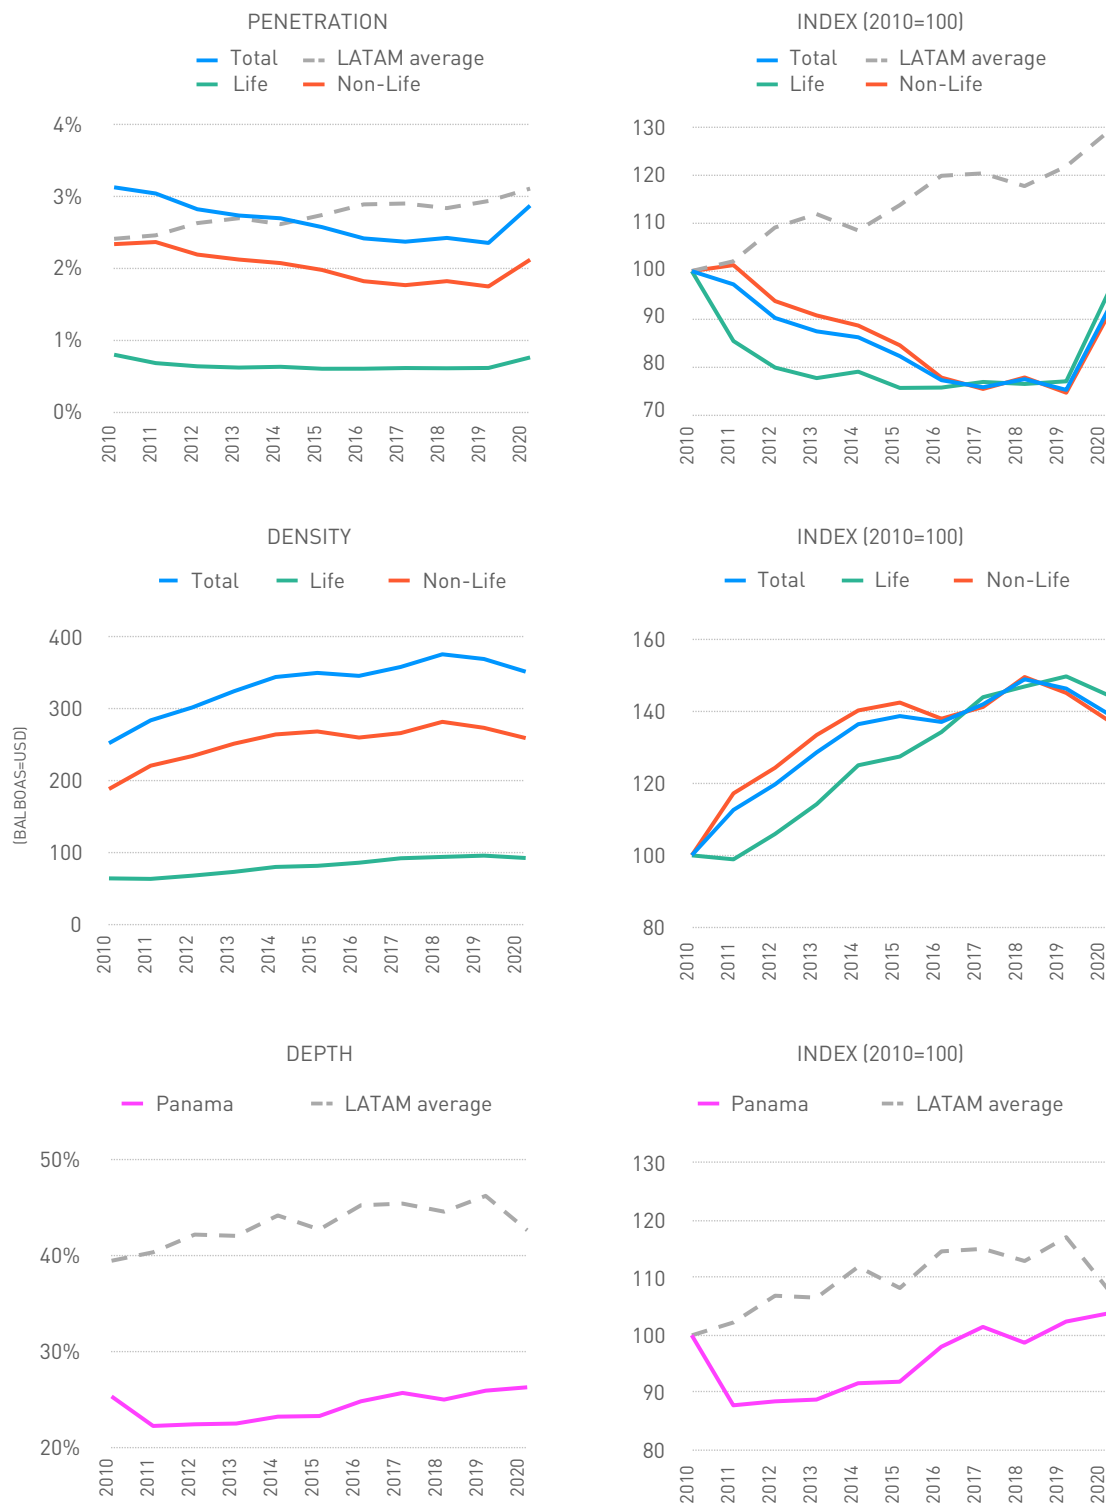 PENETRATION
Total LATAM average
Life Non-Life
4%
3%
2%
1%
0%
2010 2011 2012 2013 2014 2015 2016 2017 2018 2019 2020
INDEX (2010=100)
Total LATAM average
Life Non-Life
130
120
110
100
90
80
70
2010 2011 2012 2013 2014 2015 2016 2017 2018 2019 2020
DENSITY
Total Life Non-Life
(BALBOAS=USD)
400
300
200
100
0
2010 2011 2012 2013 2014 2015 2016 2017 2018 2019 2020
INDEX (2010=100)
Total Life Non-Life
160
140
120
100
80
2010 2011 2012 2013 2014 2015 2016 2017 2018 2019 2020
DEPTH
Panama LATAM average
50%
40%
30%
20%
2010 2011 2012 2013 2014 2015 2016 2017 2018 2019 2020
INDEX (2010=100)
Panama LATAM average
130
120
110
100
90
80
2010 2011 2012 2013 2014 2015 2016 2017 2018 2019 2020